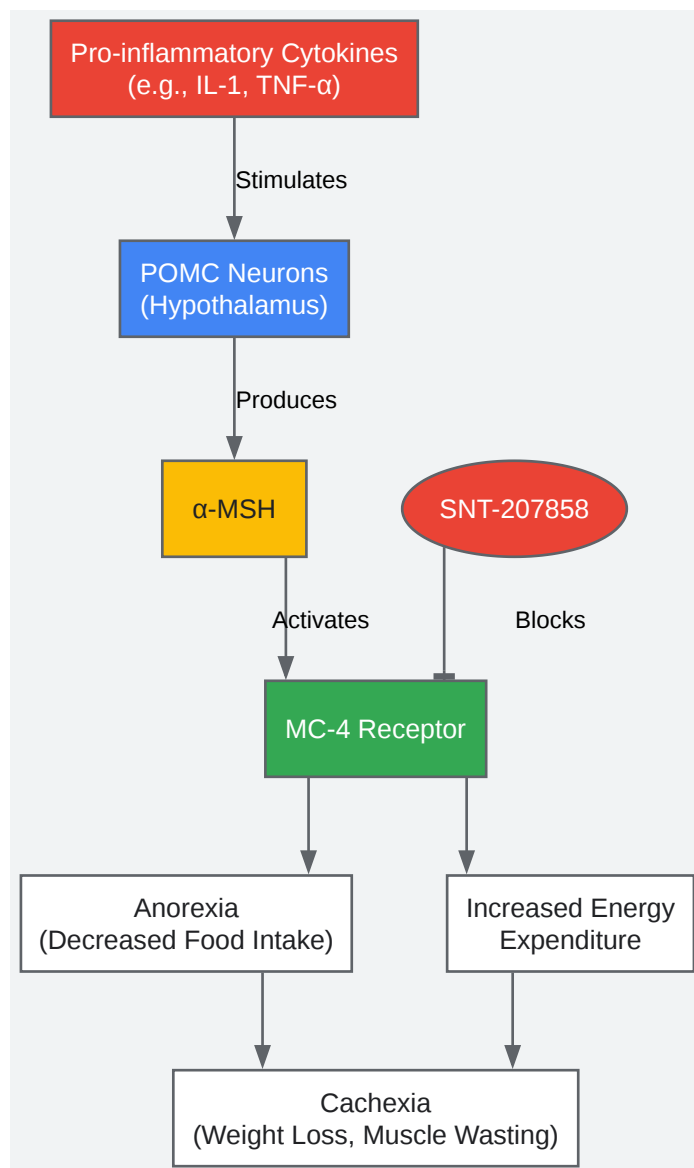 Pro-inflammatory Cytokines
(e.g., IL-1, TNF-α)
Stimulates
POMC Neurons
(Hypothalamus)
Produces
α-MSH
SNT-207858
Activates
Blocks
MC-4 Receptor
Anorexia
(Decreased Food Intake)
Increased Energy
Expenditure
Cachexia
(Weight Loss, Muscle Wasting)